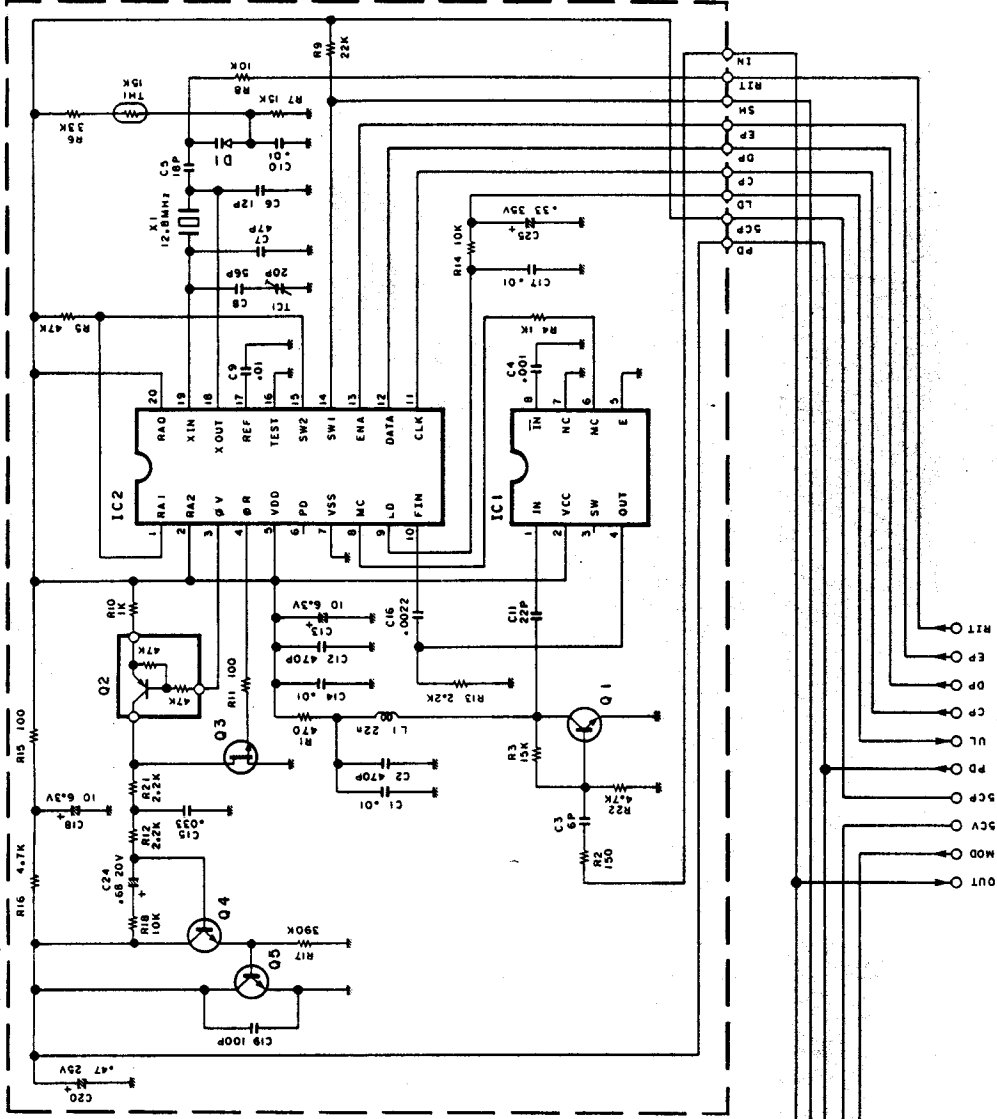 R9
22K
IN
10K
R8
RIT
15K
TH1
R7 15K
SH
R6
3.3K
EP
D1
C10
.01
DP
C5
18P
CP
C6 12P
LD
X1
12.8MHz
.33 35V
C25
+
5CP
47P
C7
R14 10K
PD
56P
C8
20P
TC1
C17 .01
R5 47K
R4 1K
C9
.01
C4
.001
20
19
18
17
16
15
14
13
12
11
8
7
6
5
RA0
XIN
XOUT
REF
TEST
SW2
SW1
ENA
DATA
CLK
IN
NC
MC
E
IC2
IC1
RA1
RA2
ØV
ØR
VDD
PD
VSS
MC
LD
FIN
IN
VCC
SW
OUT
1
2
3
4
5
6
7
8
9
10
1
2
3
4
R10
1K
10 6.3V
+
C13
C16
.0022
C11
22P
RIT
47K
C12 470P
EP
Q2
47K
R11 100
C14 .01
R13 2.2K
DP
Q1
CP
R15 100
Q3
R1
470
L1 22n
UL
R3
15K
PD
R21
2.2K
C2 470P
10 6.3V
+
C18
C15
.033
C1 .01
4.7K
R22
5CP
R12
2.2K
C3
6P
5CV
R16 4.7K
R2
150
MOD
C24
.68 20V
+
OUT
R18
10K
Q4
390K
R17
Q5
C19 100P
.47 25V
+
C20